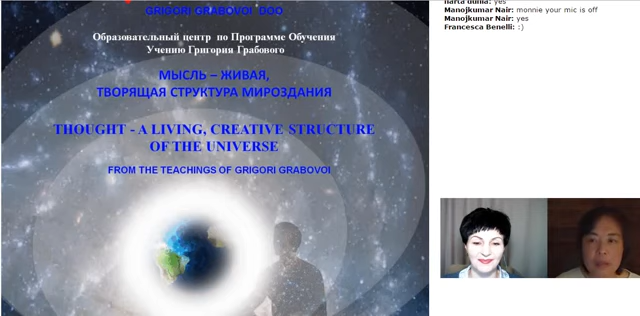 GRIGORI GRABOVOI DOO
Образовательный центр по Программе Обучения
Учению Григория Грабового
МЫСЛЬ – ЖИВАЯ,
ТВОРЯЩАЯ СТРУКТУРА МИРОЗДАНИЯ
THOUGHT - A LIVING, CREATIVE STRUCTURE
OF THE UNIVERSE
FROM THE TEACHINGS OF GRIGORI GRABOVOI
yes
Manojkumar Nair: monnie your mic is off
Manojkumar Nair: yes
Francesca Benelli: :)